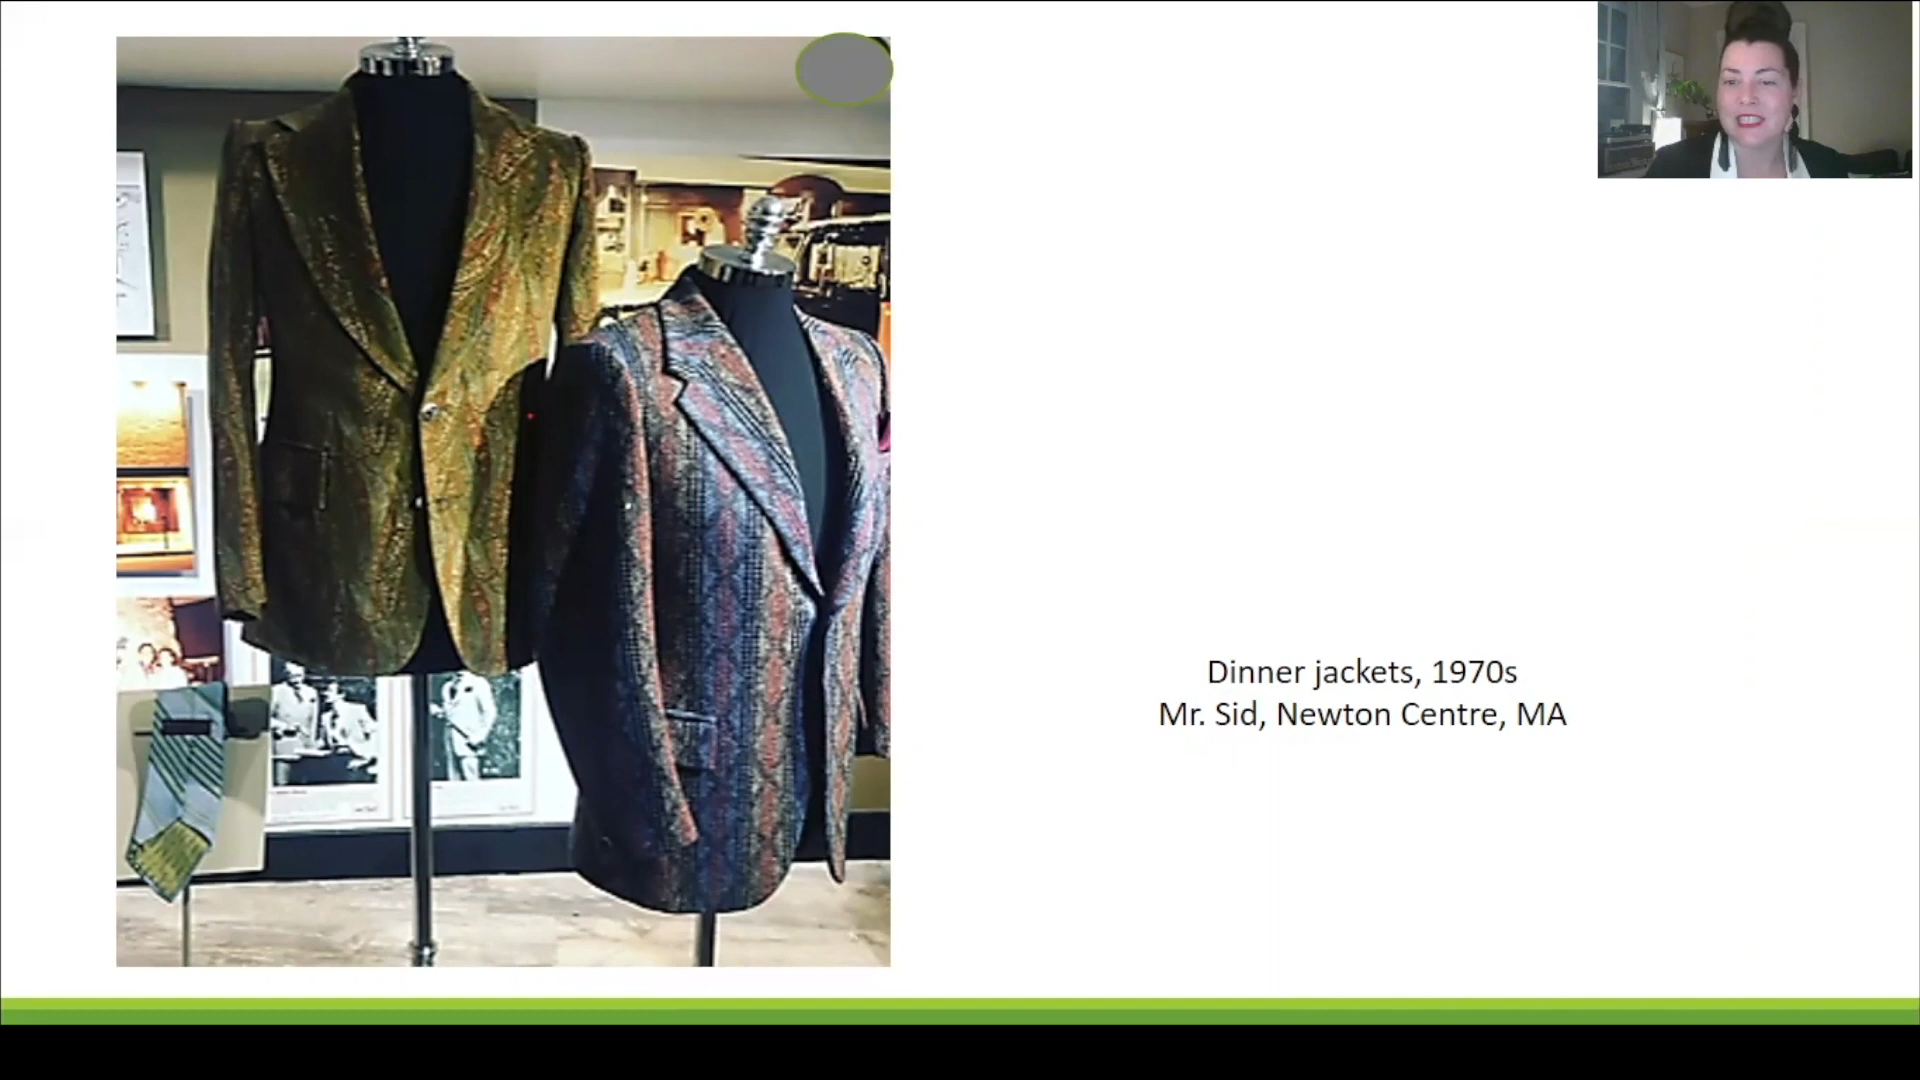 Dinner jackets, 1970s
Mr. Sid, Newton Centre, MA